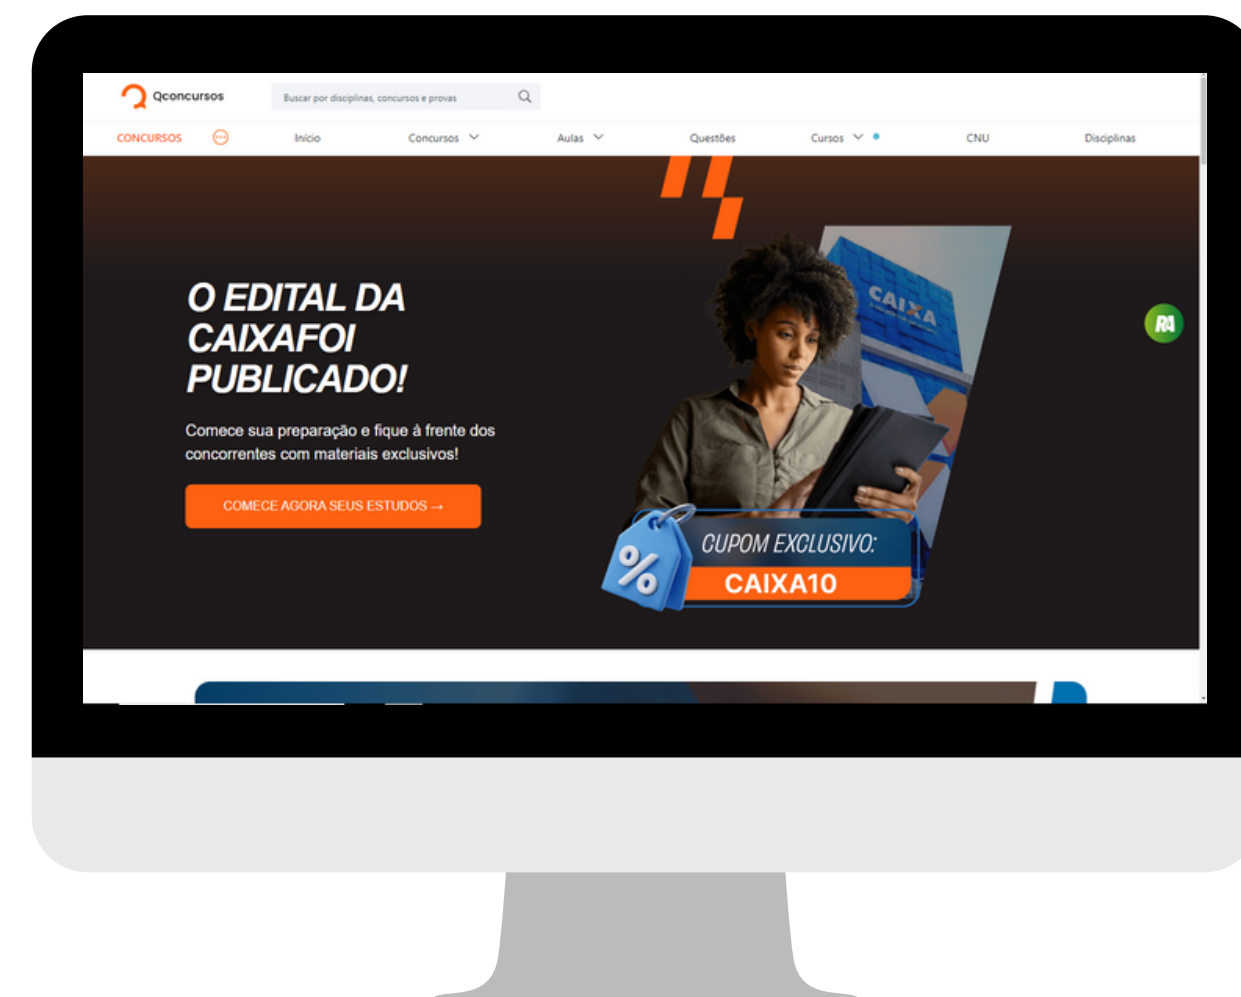 Qconcursos
Buscar por disciplinas, concursos e provas
CONCURSOS Início Concursos Aulas Questões Cursos CNU Disciplinas
O EDITAL DA
CAIXAFOI
PUBLICADO!
Comece sua preparação e fique à frente dos
concorrentes com materiais exclusivos!
COMECE AGORA SEUS ESTUDOS →
CAIXA
RA
%
CUPOM EXCLUSIVO:
CAIXA10